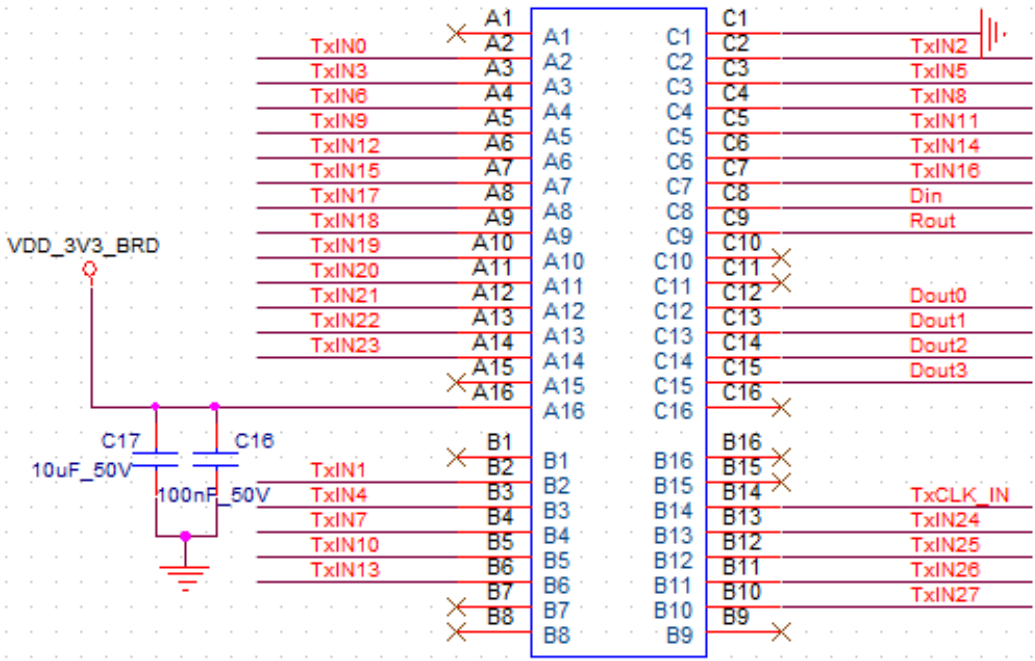 A1 C1
A1 C1
TxIN0 A2 C2 TxIN2
A2 C2
TxIN3 A3 C3 TxIN5
A3 C3
TxIN6 A4 C4 TxIN8
A4 C4
TxIN9 A5 C5 TxIN11
A5 C5
TxIN12 A6 C6 TxIN14
A6 C6
TxIN15 A7 C7 TxIN16
A7 C7
TxIN17 A8 C8 Din
A8 C8
TxIN18 A9 C9 Rout
A9 C9
VDD_3V3_BRD TxIN19 A10 C10
A10 C10
TxIN20 A11 C11
A11 C11
TxIN21 A12 C12 Dout0
A12 C12
TxIN22 A13 C13 Dout1
A13 C13
TxIN23 A14 C14 Dout2
A14 C14
A15 C15 Dout3
A15 C15
A16 C16
A16 C16
C17 C16 B1 B16
B1 B16
10uF_50V TxIN1 B2 B15
B2 B15
100nF_50V TxIN4 B3 B14 TxCLK_IN
B3 B14
TxIN7 B4 B13 TxIN24
B4 B13
TxIN10 B5 B12 TxIN25
B5 B12
TxIN13 B6 B11 TxIN26
B6 B11
B7 B10 TxIN27
B7 B10
B8 B9
B8 B9